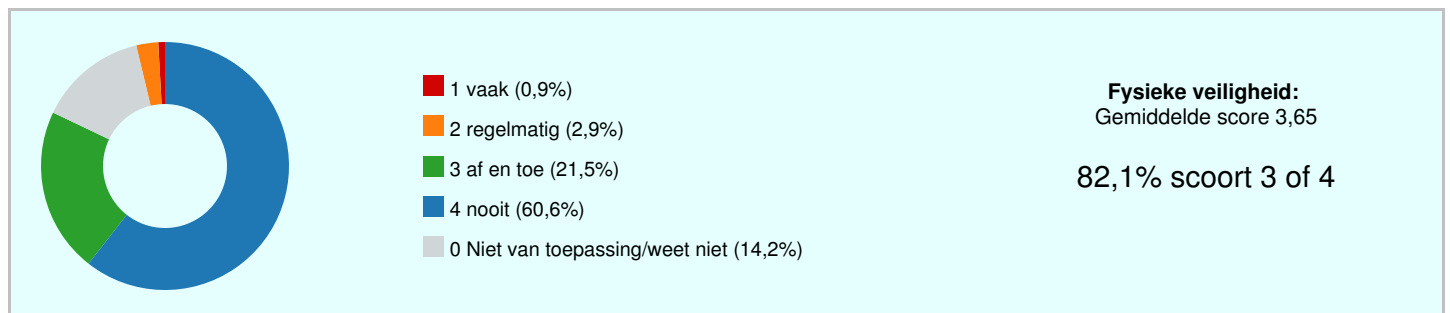 1 vaak (0,9%)
2 regelmatig (2,9%)
3 af en toe (21,5%)
4 nooit (60,6%)
0 Niet van toepassing/weet niet (14,2%)
Fysieke veiligheid:
Gemiddelde score 3,65
82,1% scoort 3 of 4